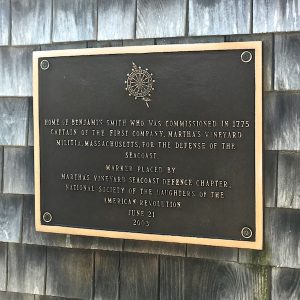 HOME OF BENJAMIN SMITH WHO WAS COMMISSIONED IN 1775
CAPTAIN OF THE FIRST COMPANY, MARTHA'S VINEYARD
MILITIA, MASSACHUSETTS, FOR THE DEFENSE OF THE
SEACOAST.
MARKER PLACED BY
MARTHA'S VINEYARD SEACOAST DEFENCE CHAPTER,
NATIONAL SOCIETY OF THE DAUGHTERS OF THE
AMERICAN REVOLUTION
JUNE 21
2003